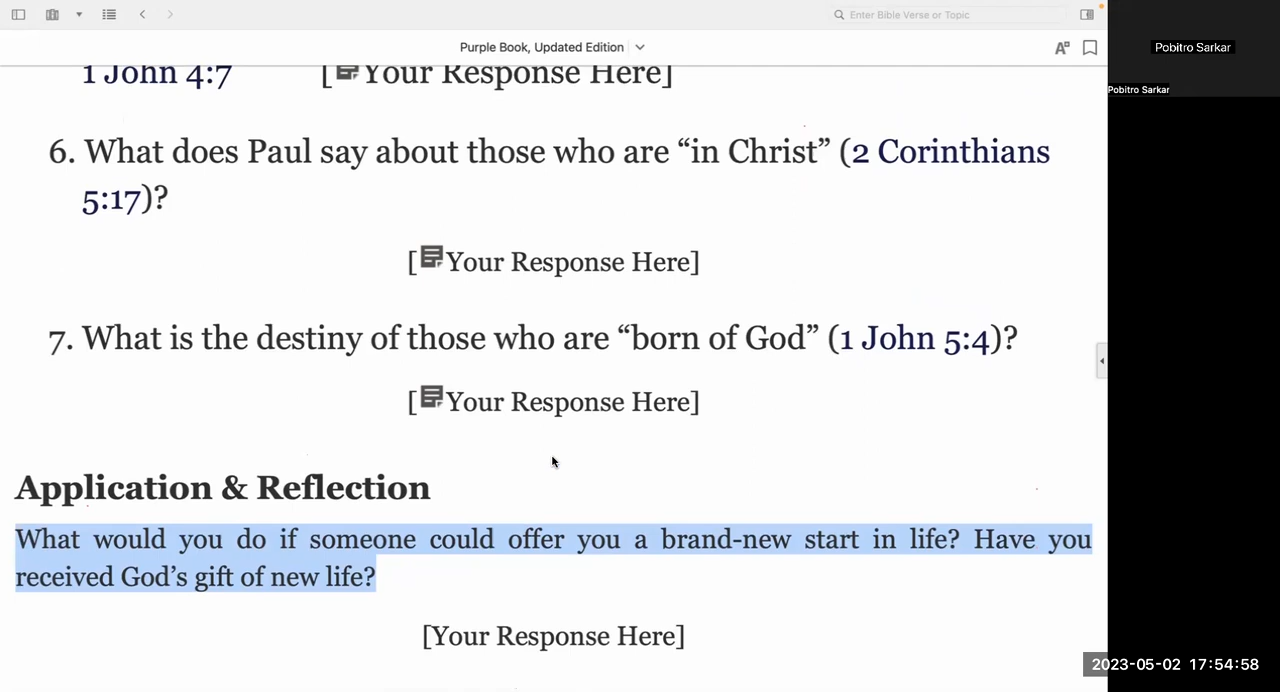 Enter Bible Verse or Topic
Purple Book, Updated Edition
Pobitro Sarkar
Pobitro Sarkar
1 John 4:7 [Your Response Here]
6. What does Paul say about those who are “in Christ” (2 Corinthians
5:17)?
[Your Response Here]
7. What is the destiny of those who are “born of God” (1 John 5:4)?
[Your Response Here]
Application & Reflection
What would you do if someone could offer you a brand-new start in life? Have you
received God’s gift of new life?
[Your Response Here]
2023-05-02 17:54:58